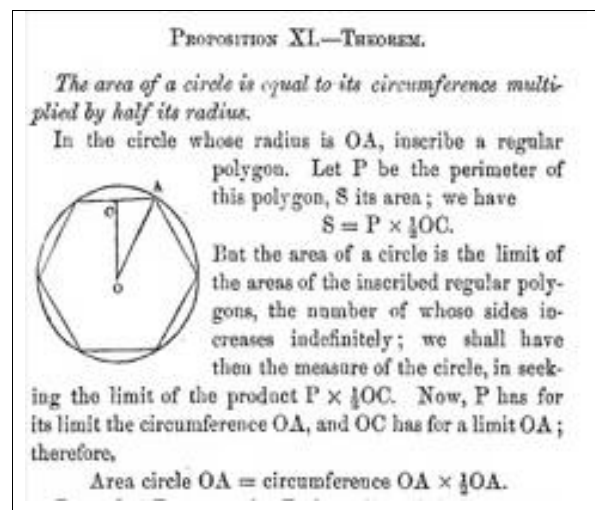 PROPOSITION XI.—THEOREM.
The area of a circle is equal to its circumference multi-
plied by half its radius.
In the circle whose radius is OA, inscribe a regular
polygon. Let P be the perimeter of
this polygon, S its area; we have
S = P × ½OC.
But the area of a circle is the limit of
the areas of the inscribed regular poly-
gons, the number of whose sides in-
creases indefinitely; we shall have
then the measure of the circle, in seek-
ing the limit of the product P × ½OC. Now, P has for
its limit the circumference OA, and OC has for a limit OA;
therefore,
Area circle OA = circumference OA × ½OA.
A
C
O